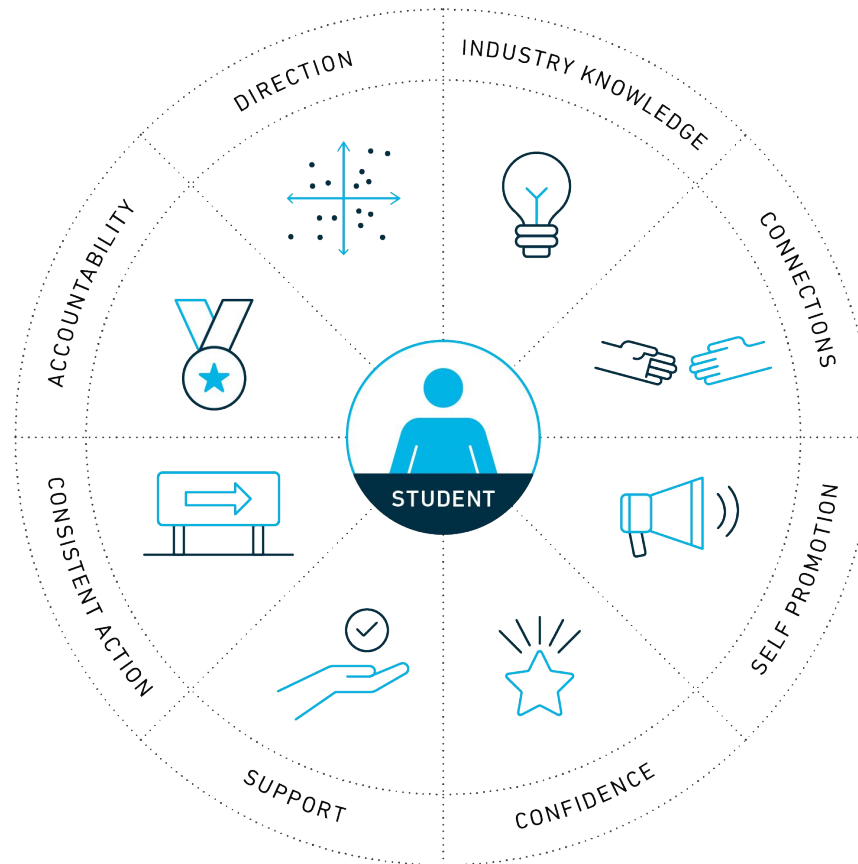 DIRECTION
INDUSTRY KNOWLEDGE
CONNECTIONS
SELF PROMOTION
CONFIDENCE
SUPPORT
CONSISTENT ACTION
ACCOUNTABILITY
STUDENT